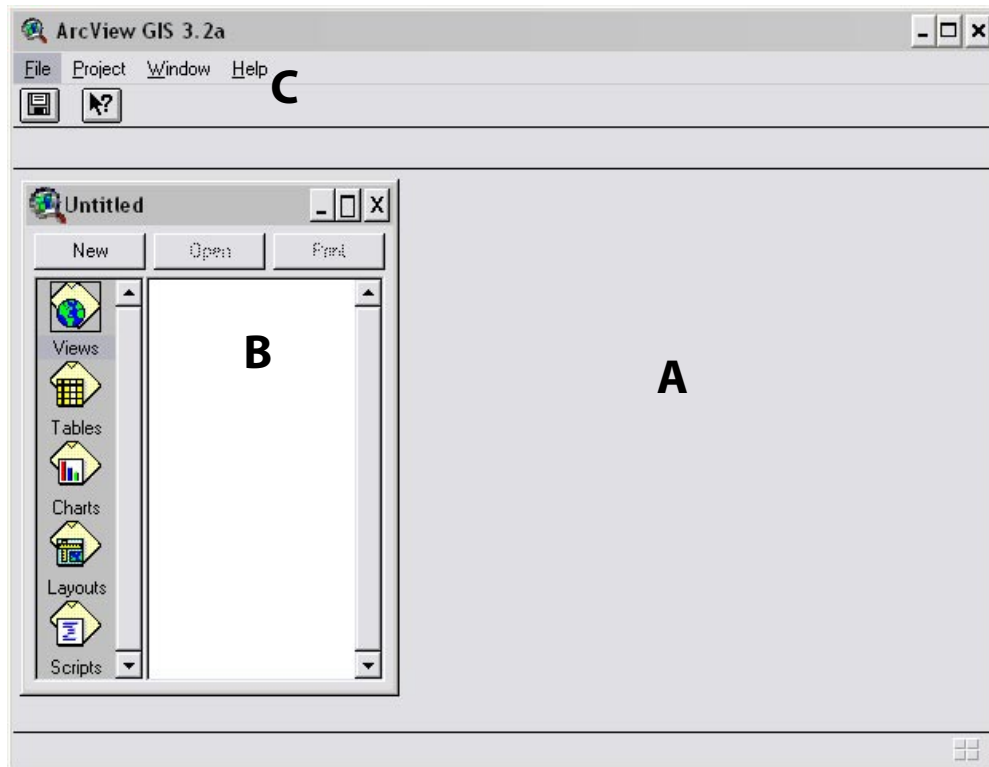 ArcView GIS 3.2a
File Project Window Help
C
Untitled
New Open Print
Views
B
A
Tables
Charts
Layouts
Scripts